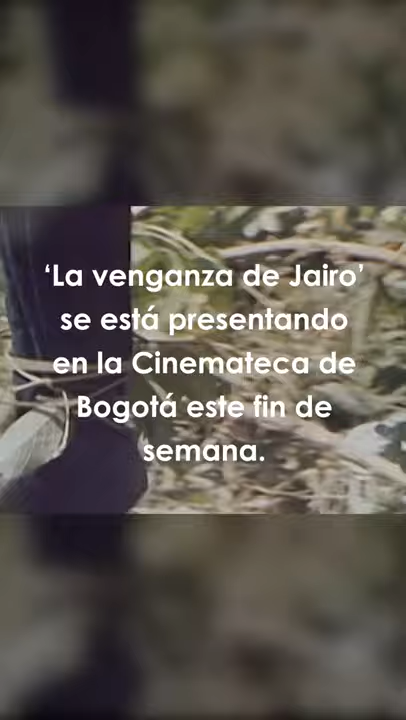 ‘La venganza de Jairo’
se está presentando
en la Cinemateca de
Bogotá este fin de
semana.